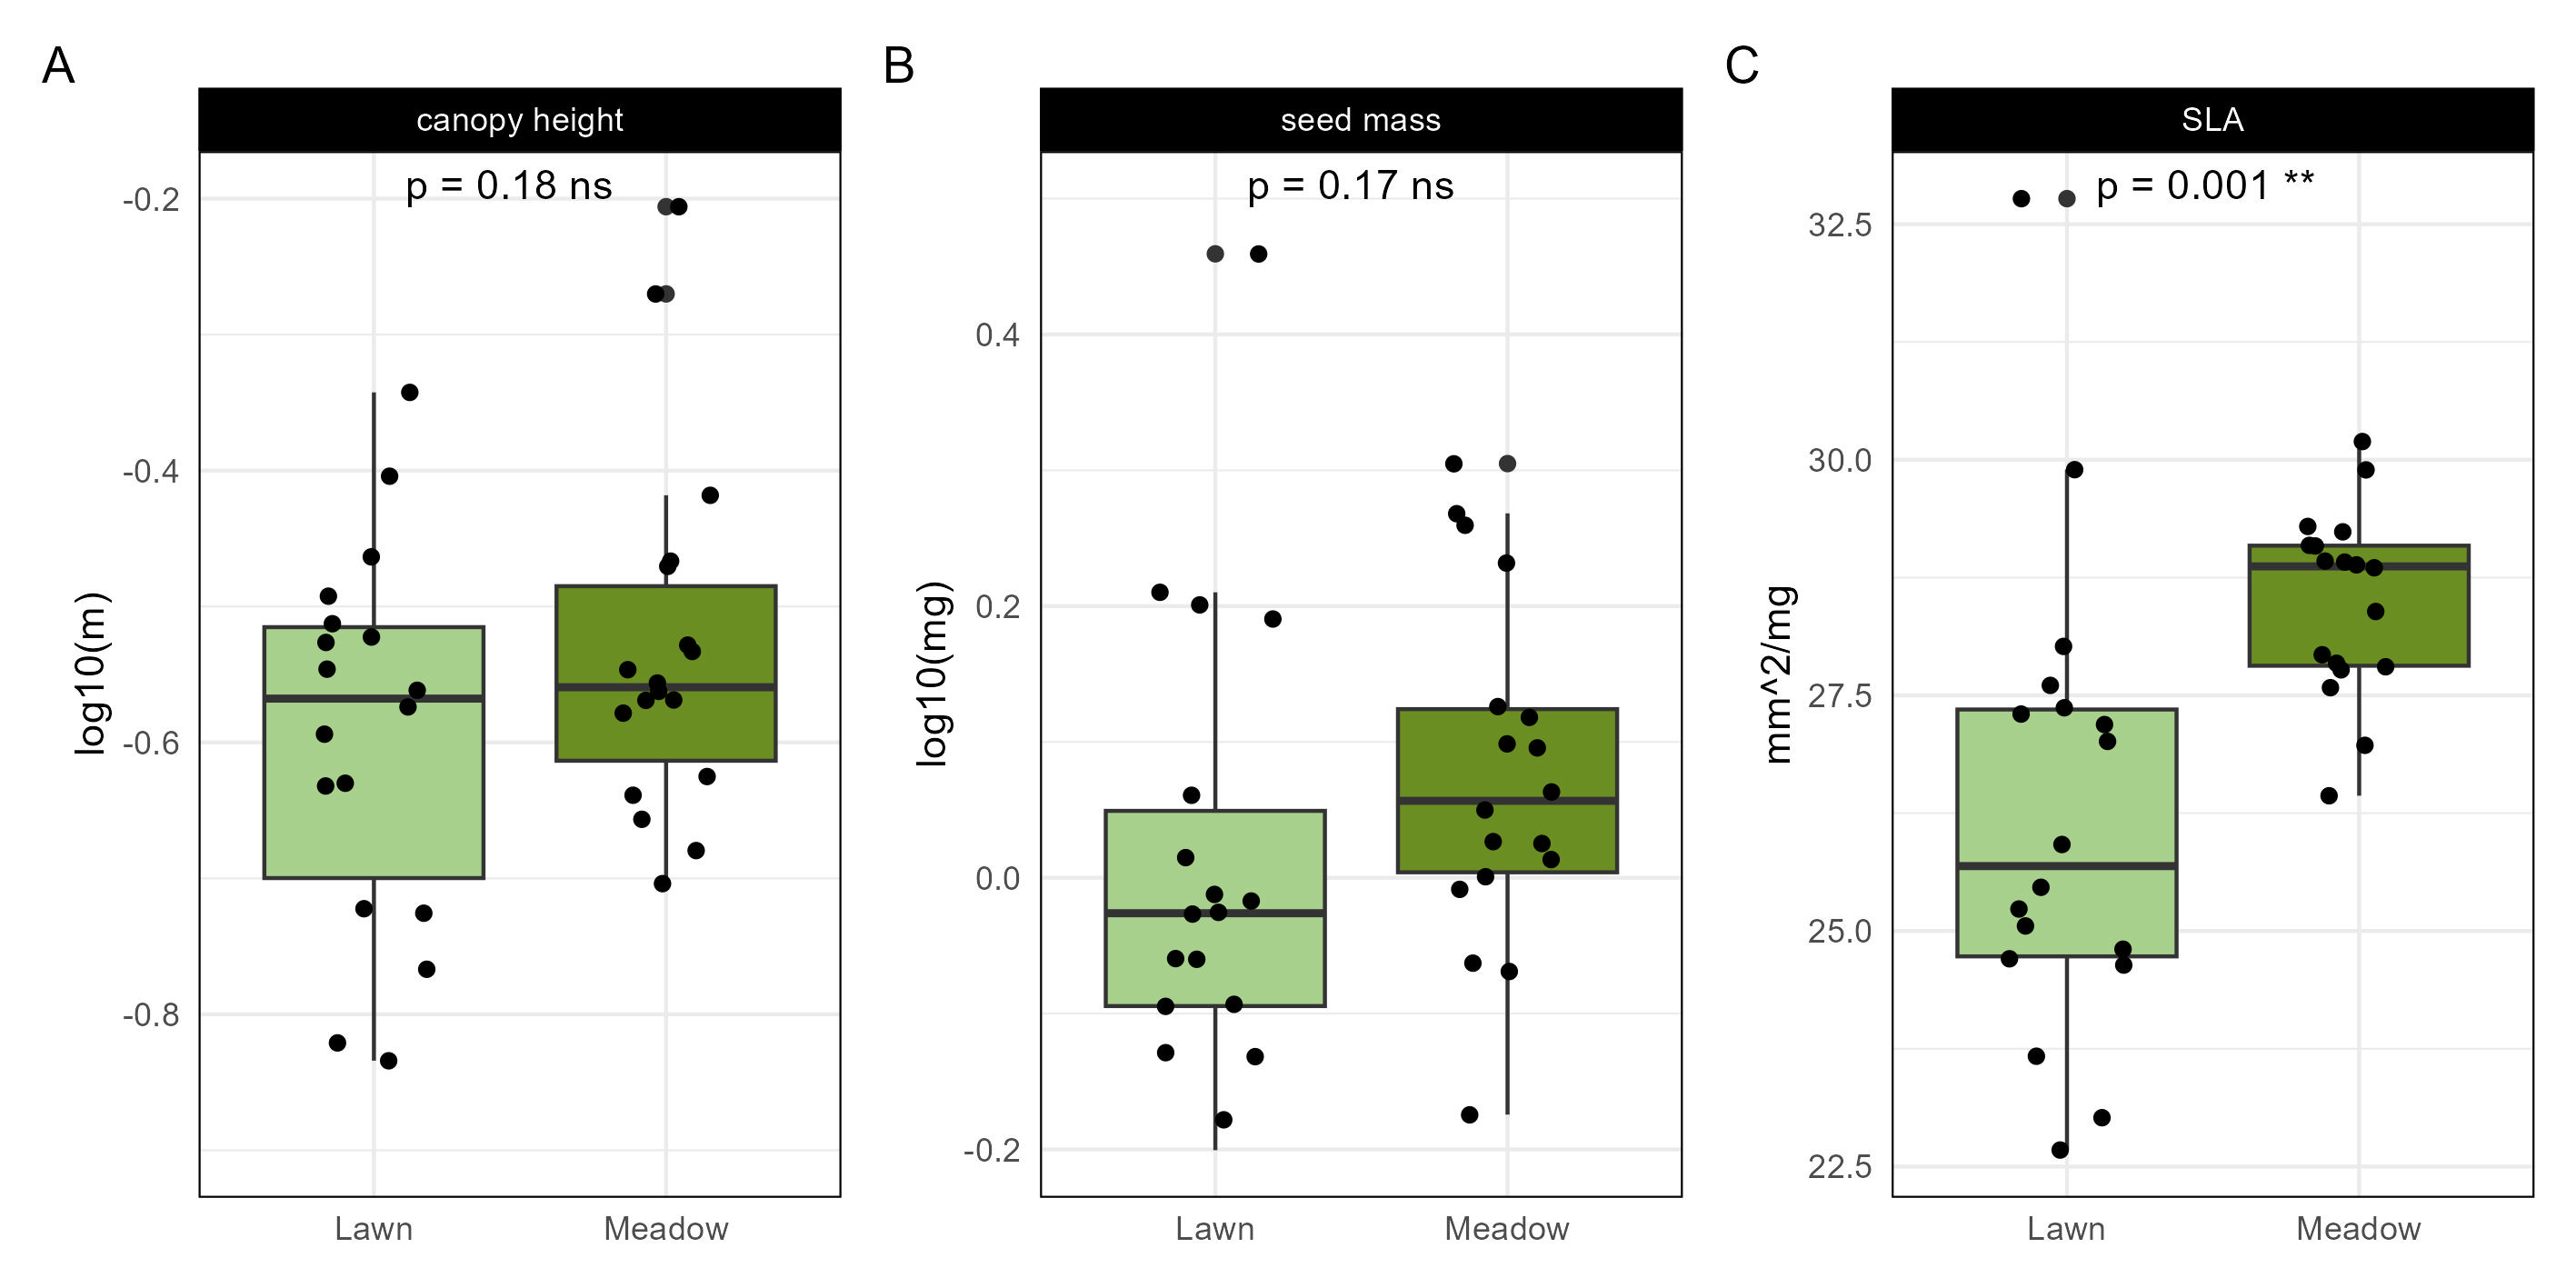 A
canopy height
p = 0.18 ns
-0.2
-0.4
-0.6
-0.8
log10(m)
Lawn
Meadow
B
seed mass
p = 0.17 ns
0.4
0.2
0.0
-0.2
log10(mg)
Lawn
Meadow
C
SLA
p = 0.001 **
32.5
30.0
27.5
25.0
22.5
mm^2/mg
Lawn
Meadow